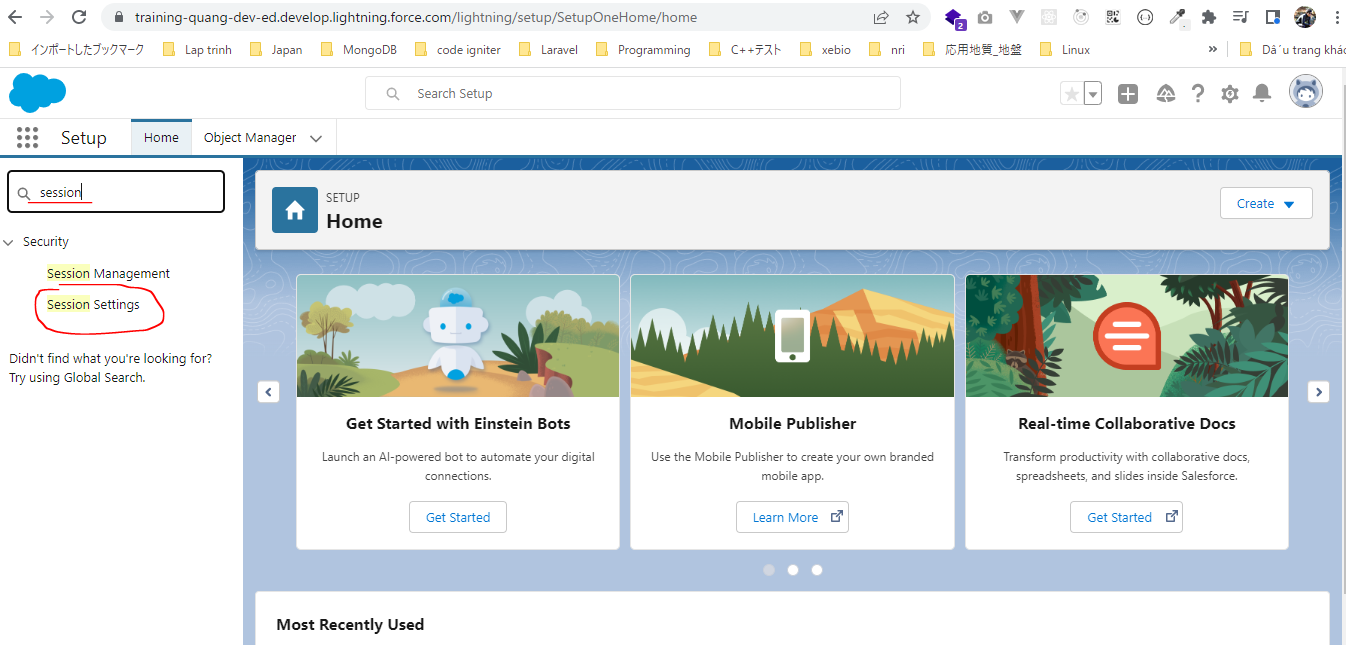 training-quang-dev-ed.develop.lightning.force.com/lightning/setup/SetupOneHome/home
2
インポートしたブックマーク Lap trinh Japan MongoDB code igniter Laravel Programming C++テスト xebio nri 応用地質_地盤 Linux » Dấu trang khác
Search Setup
Setup Home Object Manager
session
Security
Session Management
Session Settings
Didn't find what you're looking for?
Try using Global Search.
SETUP
Home
Create
Get Started with Einstein Bots
Launch an AI-powered bot to automate your digital
connections.
Get Started
Mobile Publisher
Use the Mobile Publisher to create your own branded
mobile app.
Learn More
Real-time Collaborative Docs
Transform productivity with collaborative docs,
spreadsheets, and slides inside Salesforce.
Get Started
Most Recently Used